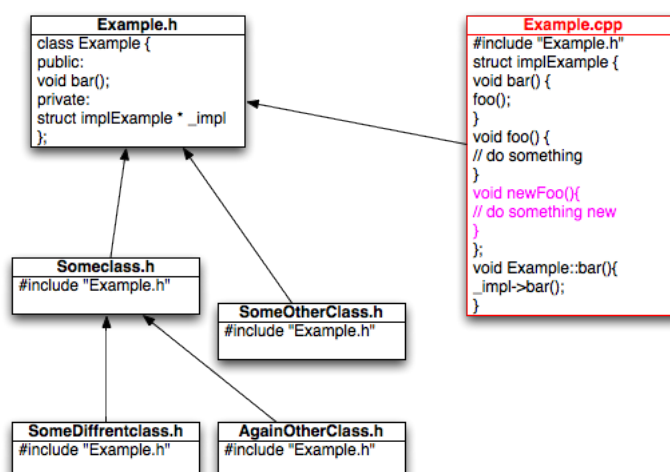 Example.h
class Example {
public:
void bar();
private:
struct implExample * _impl
};
Example.cpp
#include "Example.h"
struct implExample {
void bar() {
foo();
}
void foo() {
// do something
}
void newFoo(){
// do something new
}
};
void Example::bar(){
_impl->bar();
}
Someclass.h
#include "Example.h"
SomeOtherClass.h
#include "Example.h"
SomeDiffrentclass.h
#include "Example.h"
AgainOtherClass.h
#include "Example.h"